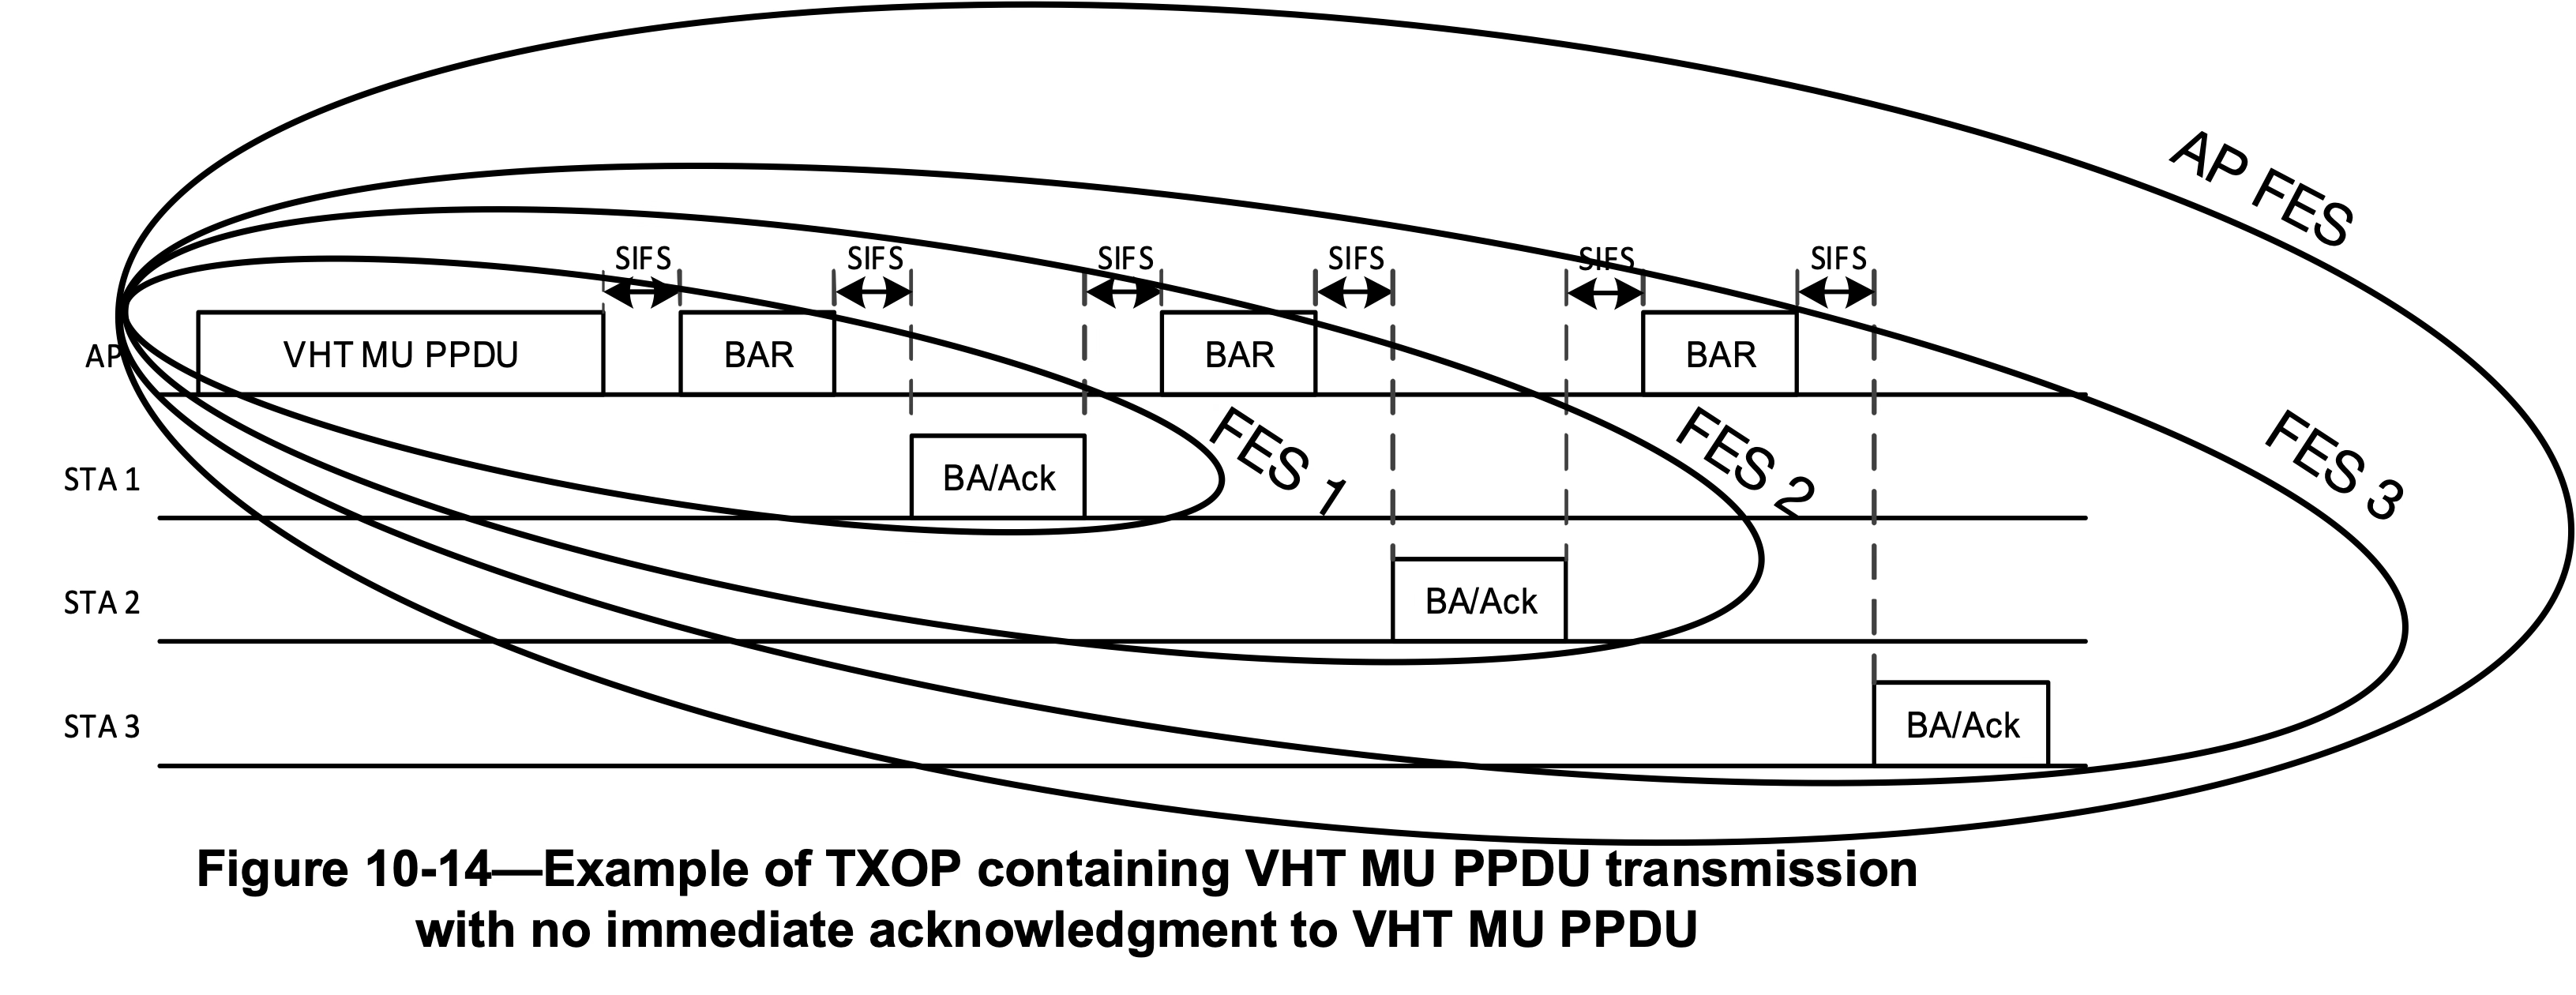 AP FES
SIFS SIFS SIFS SIFS SIFS SIFS
AP VHT MU PPDU BAR BAR BAR
FES 1 FES 2 FES 3
STA 1 BA/Ack
STA 2 BA/Ack
STA 3 BA/Ack
Figure 10-14—Example of TXOP containing VHT MU PPDU transmission
with no immediate acknowledgment to VHT MU PPDU